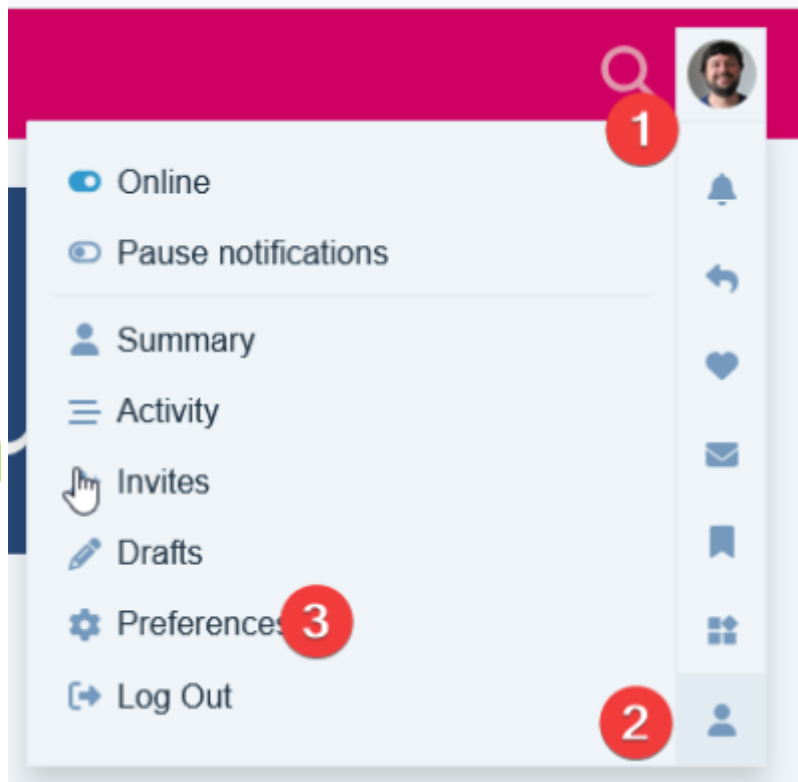 1
Online
Pause notifications
Summary
Activity
Invites
Drafts
Preferences 3
Log Out
2